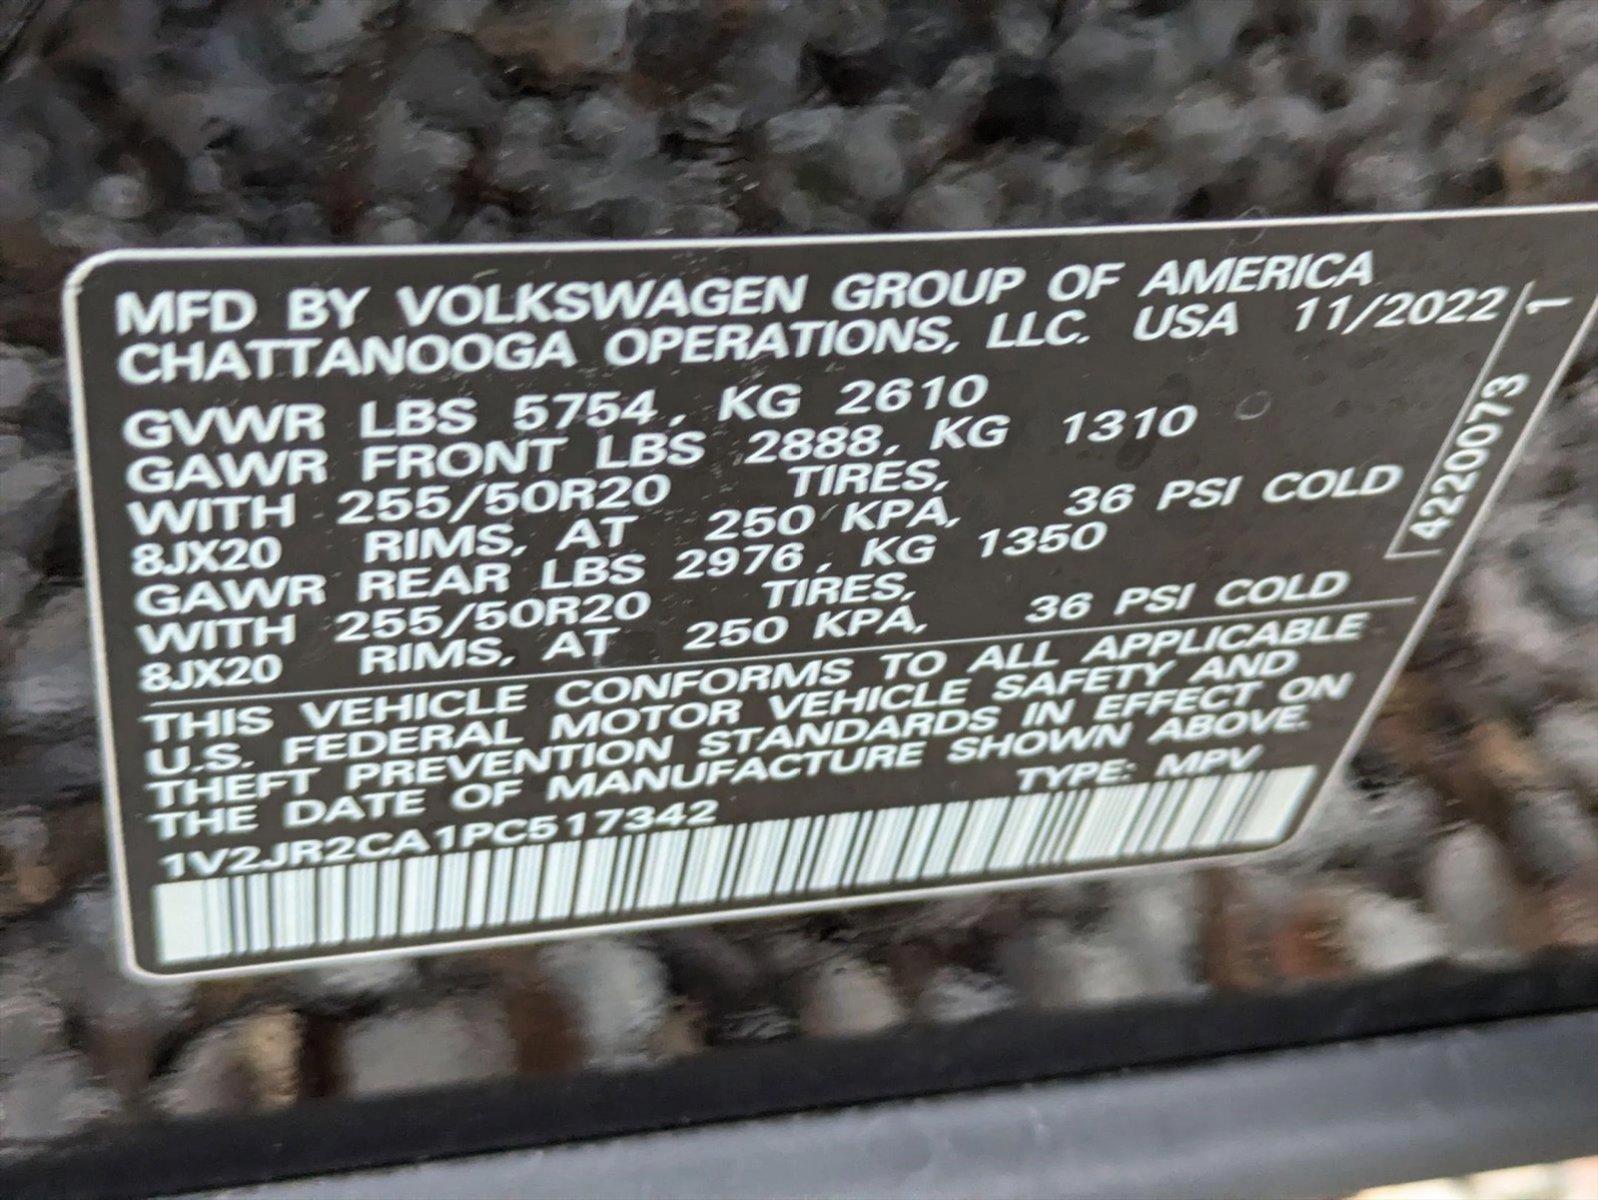 MFD BY VOLKSWAGEN GROUP OF AMERICA
CHATTANOOGA OPERATIONS, LLC. USA 11/2022
GVWR LBS 5754, KG 2610
GAWR FRONT LBS 2888, KG 1310
WITH 255/50R20 TIRES,
8JX20 RIMS, AT 250 KPA, 36 PSI COLD
GAWR REAR LBS 2976, KG 1350
WITH 255/50R20 TIRES,
8JX20 RIMS, AT 250 KPA, 36 PSI COLD
THIS VEHICLE CONFORMS TO ALL APPLICABLE
U.S. FEDERAL MOTOR VEHICLE SAFETY AND
THEFT PREVENTION STANDARDS IN EFFECT ON
THE DATE OF MANUFACTURE SHOWN ABOVE.
1V2JR2CA1PC517342 TYPE: MPV
42200073 1